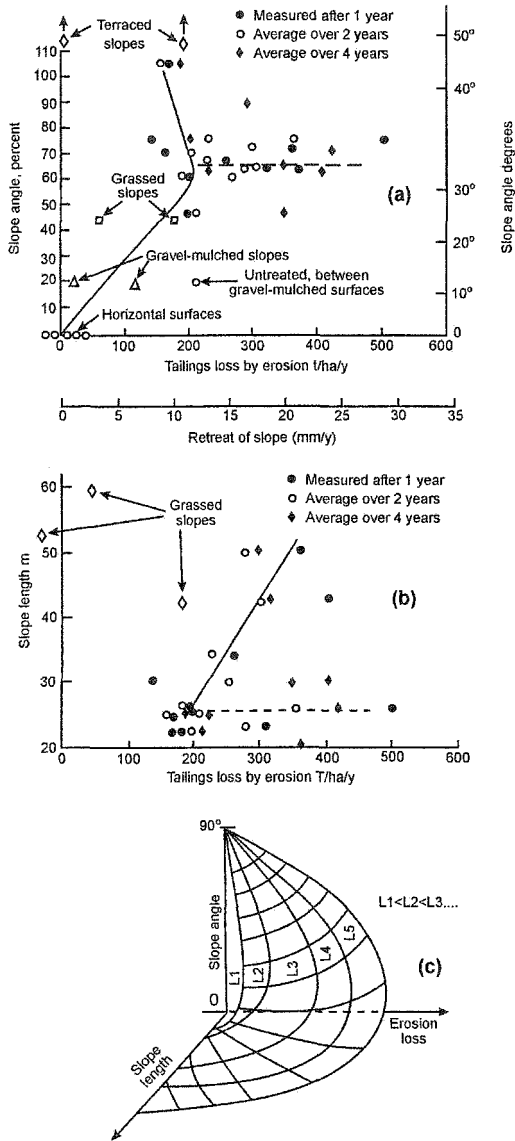 Measured after 1 year
Average over 2 years
Average over 4 years
Terraced
slopes
110
100
90
80
70
60
50
40
30
20
10
0
Slope angle, percent
50°
40°
30°
20°
10°
0
Slope angle degrees
(a)
Grassed
slopes
Gravel-mulched slopes
Untreated, between
gravel-mulched surfaces
Horizontal surfaces
0 100 200 300 400 500 600
Tailings loss by erosion t/ha/y
0 5 10 15 20 25 30 35
Retreat of slope (mm/y)
Measured after 1 year
Average over 2 years
Average over 4 years
60
50
40
30
20
Slope length m
Grassed
slopes
(b)
0 100 200 300 400 500 600
Tailings loss by erosion T/ha/y
90°
Slope angle
L1<L2<L3....
L1 L2 L3 L4 L5
(c)
O
Erosion
loss
Slope
length